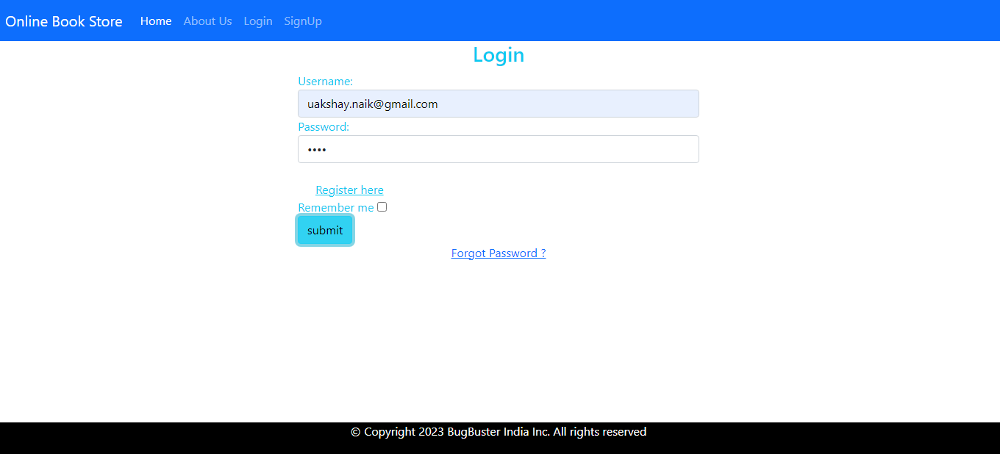 Online Book Store Home About Us Login SignUp
Login
Username:
uakshay.naik@gmail.com
Password:
••••
Register here
Remember me
submit
Forgot Password ?
© Copyright 2023 BugBuster India Inc. All rights reserved